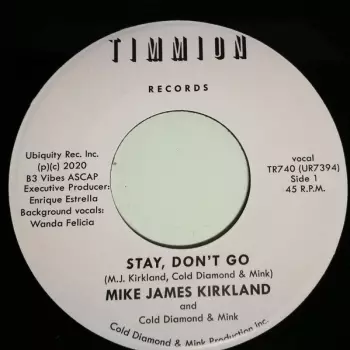 TIMMION
RECORDS
Ubiquity Rec. Inc.
(p)(c) 2020
B3 Vibes ASCAP
Executive Producer:
Enrique Estrella
Background vocals:
Wanda Felicia
vocal
TR740 (UR7394)
Side 1
45 R.P.M.
STAY, DON'T GO
(M.J. Kirkland, Cold Diamond & Mink)
MIKE JAMES KIRKLAND
and
Cold Diamond & Mink
Cold Diamond & Mink Production Inc.